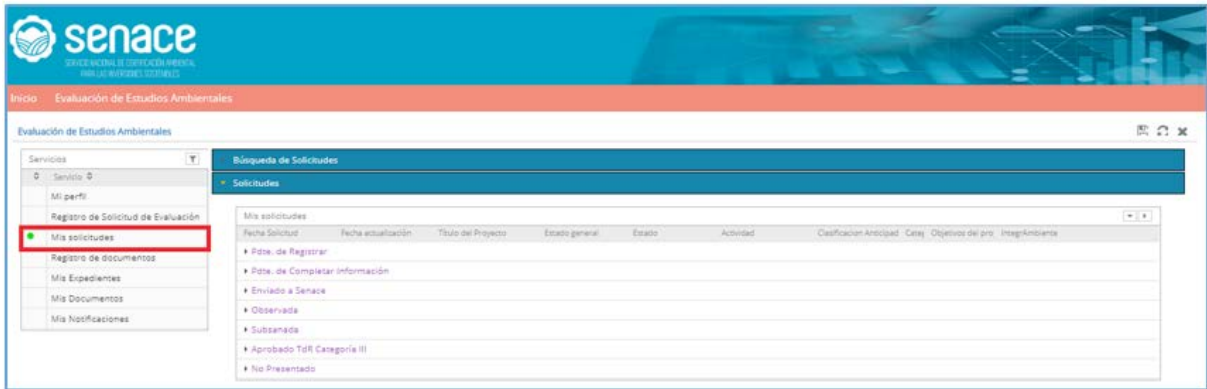 senace
SERVICIO NACIONAL DE CERTIFICACIÓN AMBIENTAL
PARA LAS INVERSIONES SOSTENIBLES
Inicio Evaluación de Estudios Ambientales
Evaluación de Estudios Ambientales
Servicios
Servicio
Mi perfil
Registro de Solicitud de Evaluación
Mis solicitudes
Registro de documentos
Mis Expedientes
Mis Documentos
Mis Notificaciones
Búsqueda de Solicitudes
Solicitudes
Mis solicitudes
Fecha Solicitud Fecha actualización Título del Proyecto Estado general Estado Actividad Clasificacion Anticipad Categ Objetivos del pro IntegrAmbiente
Pdte. de Registrar
Pdte. de Completar información
Enviado a Senace
Observada
Subsanada
Aprobado TdR Categoría III
No Presentado